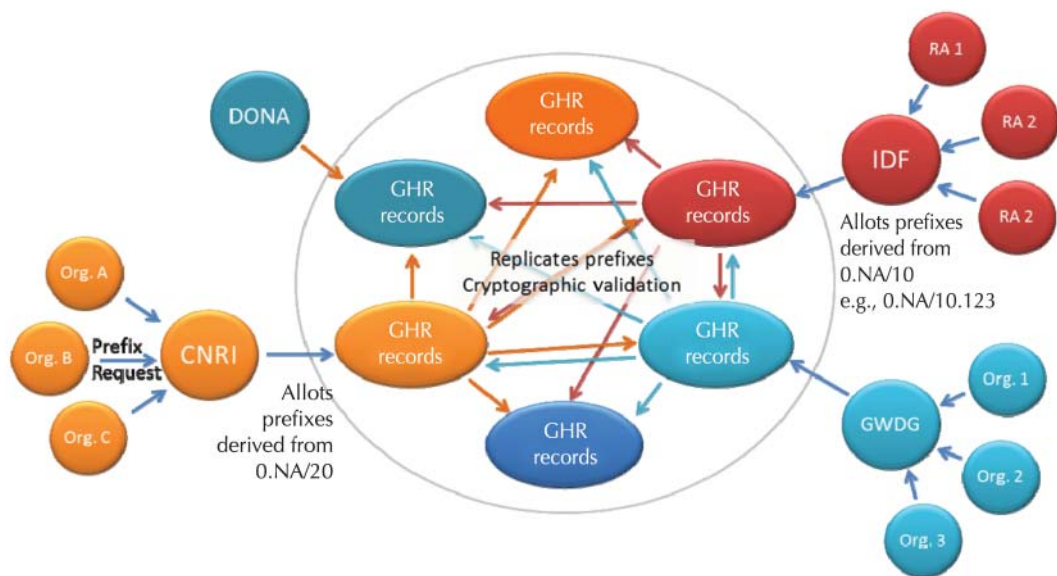 RA 1
GHR
records
DONA
RA 2
IDF
GHR
records
GHR
records
RA 2
Allots prefixes
derived from
0.NA/10
e.g., 0.NA/10.123
Replicates prefixes
Cryptographic validation
Org. A
Org. B
Prefix
Request
CNRI
Org. C
GHR
records
GHR
records
Allots
prefixes
derived from
0.NA/20
GHR
records
Org. 1
GWDG
Org. 2
Org. 3